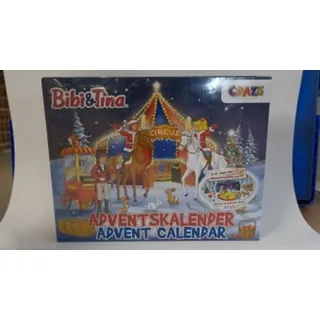 Bibi&Tina
CRAZE
CIRCUS
ADVENTSKALENDER
ADVENT CALENDAR